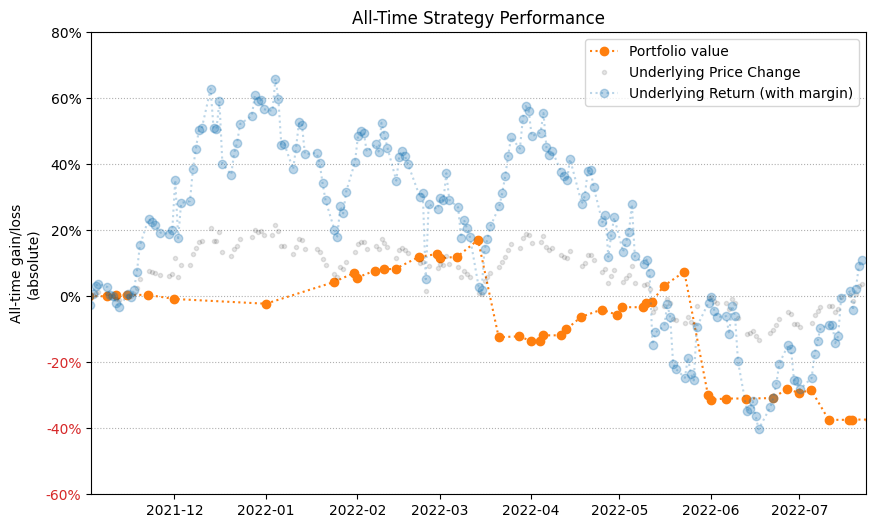 All-Time Strategy Performance
80%
60%
40%
20%
0%
-20%
-40%
-60%
All-time gain/loss
(absolute)
Portfolio value
Underlying Price Change
Underlying Return (with margin)
2021-12
2022-01
2022-02
2022-03
2022-04
2022-05
2022-06
2022-07